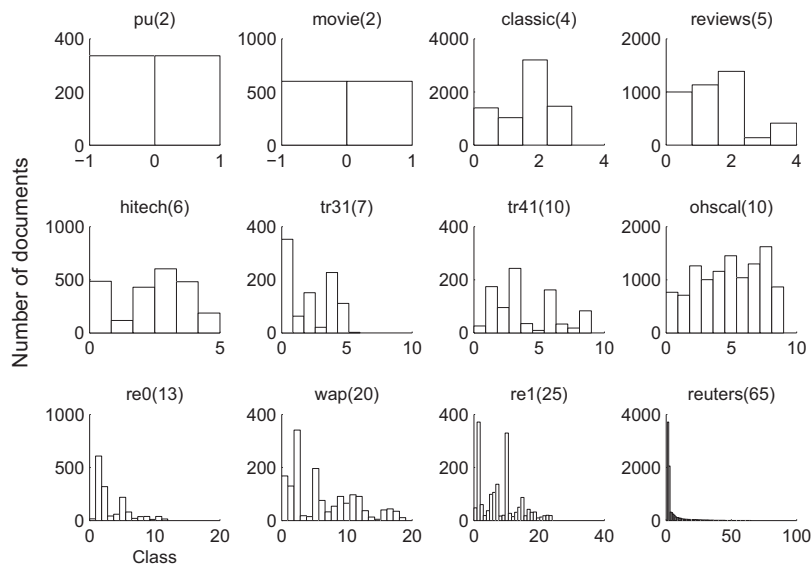 pu(2) movie(2) classic(4) reviews(5)
400 1000 4000 2000
200 500 2000 1000
0 0 0 0
−1 0 1 −1 0 1 0 2 4 0 2 4
Number of documents
hitech(6) tr31(7) tr41(10) ohscal(10)
1000 400 400 2000
500 200 200 1000
0 0 0 0
0 5 0 5 10 0 5 10 0 5 10
re0(13) wap(20) re1(25) reuters(65)
1000 400 400 4000
500 200 200 2000
0 0 0 0
0 10 20 0 10 20 0 20 40 0 50 100
Class